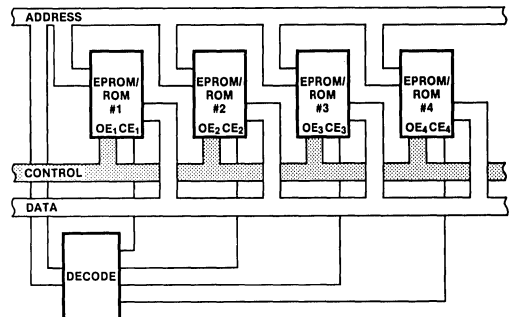 ADDRESS
EPROM/
ROM
#1
OE₁ CE₁
EPROM/
ROM
#2
OE₂ CE₂
EPROM/
ROM
#3
OE₃ CE₃
EPROM/
ROM
#4
OE₄ CE₄
CONTROL
DATA
DECODE